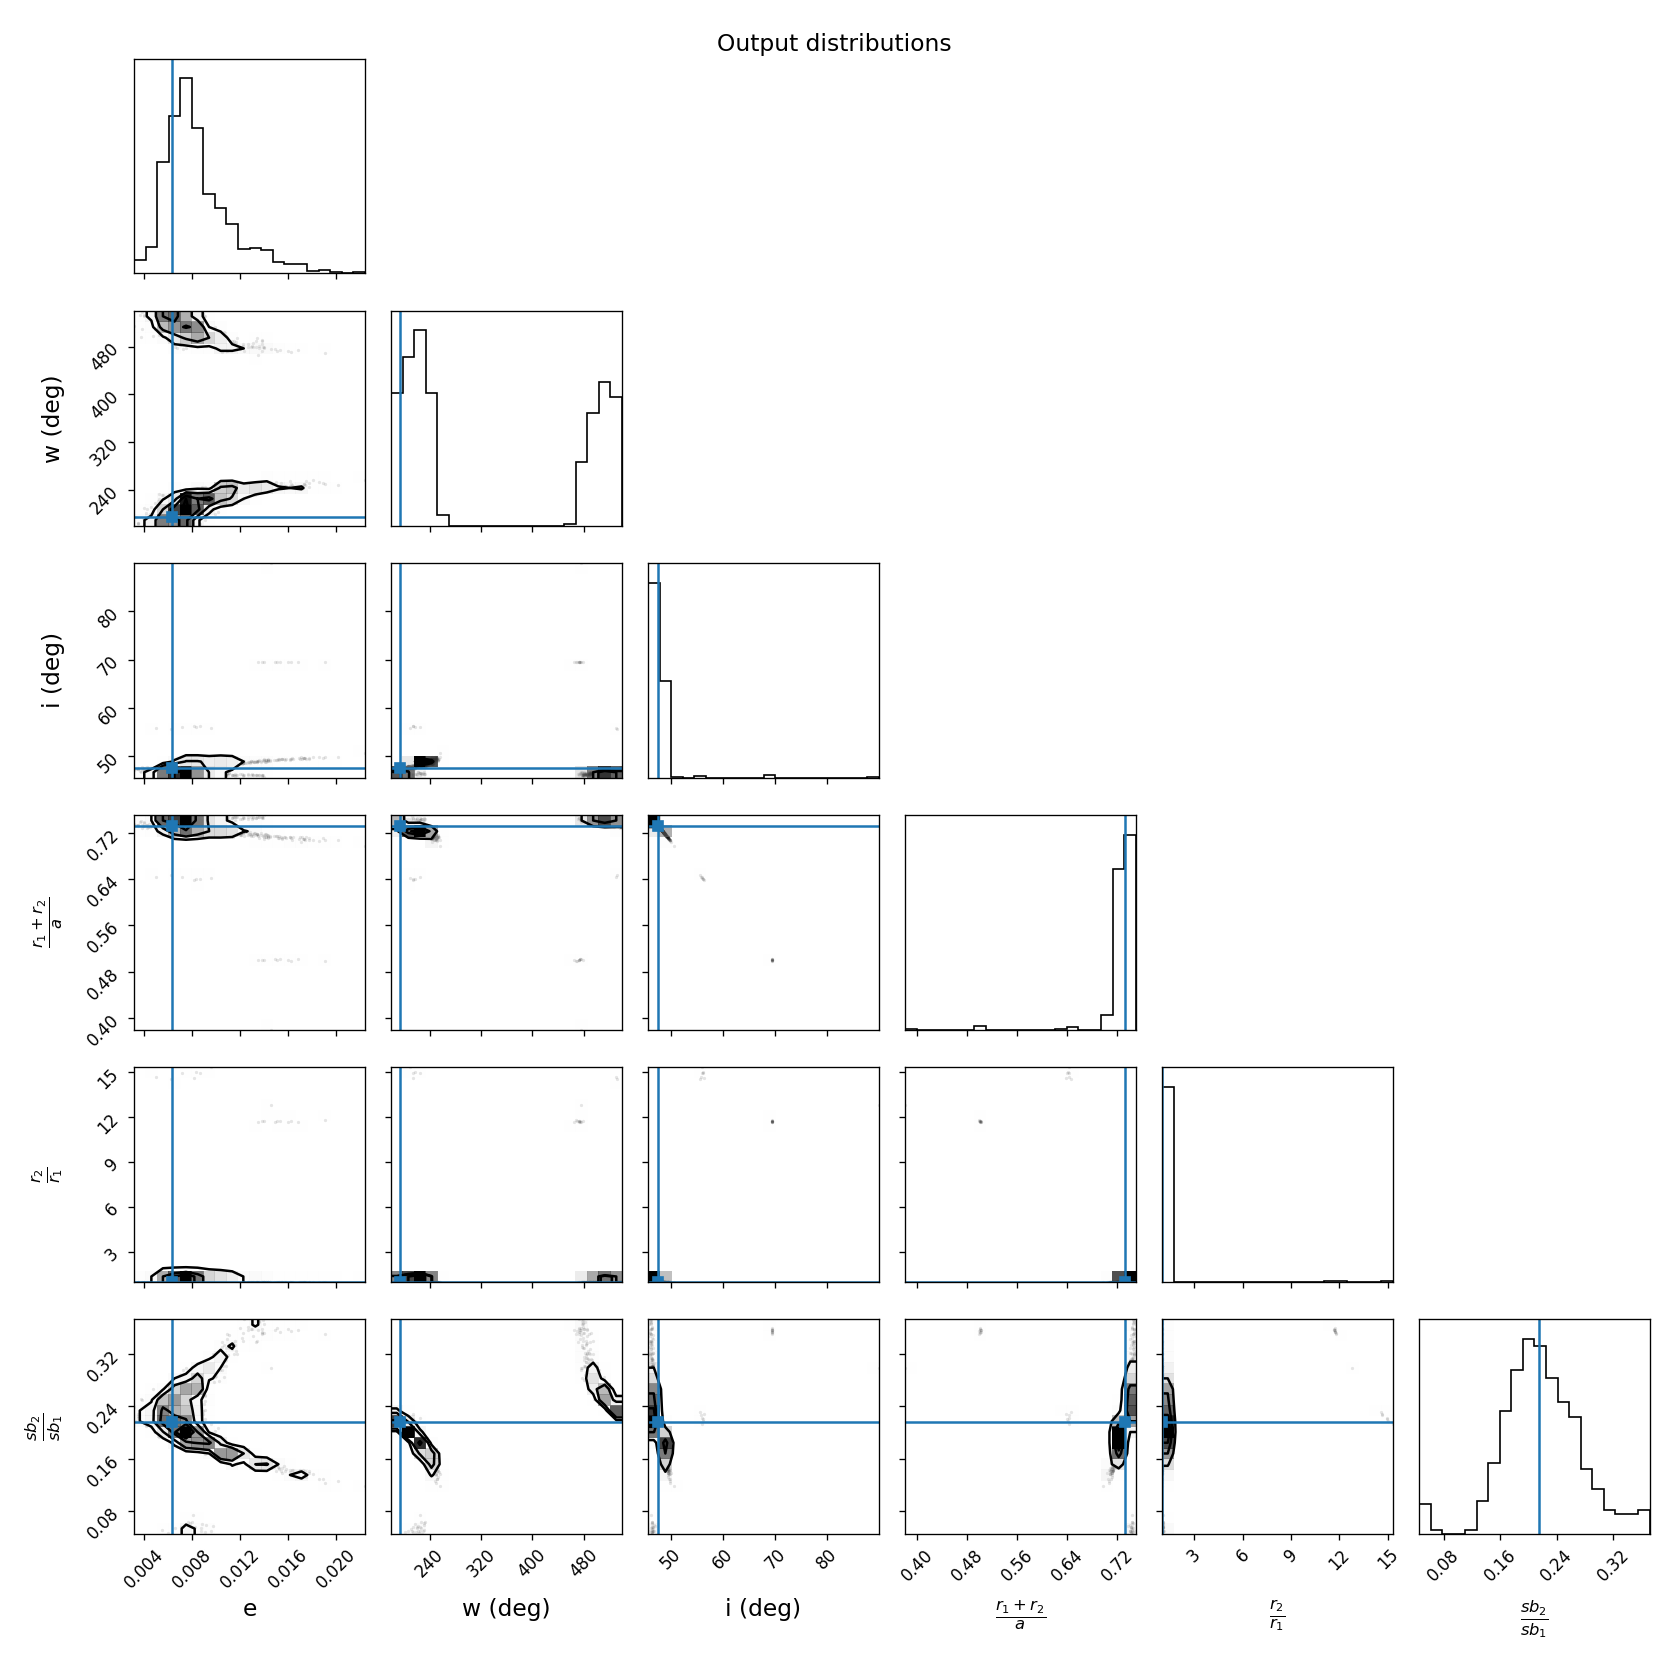 Output distributions
w (deg)
480
400
320
240
i (deg)
80
70
60
50
r₁ + r₂
a
0.72
0.64
0.56
0.48
0.40
r₂
r₁
15
12
9
6
3
sb₂
sb₁
0.32
0.24
0.16
0.08
0.004 0.008 0.012 0.016 0.020
240 320 400 480
50 60 70 80
0.40 0.48 0.56 0.64 0.72
3 6 9 12 15
0.08 0.16 0.24 0.32
e
w (deg)
i (deg)
r₁ + r₂
a
r₂
r₁
sb₂
sb₁